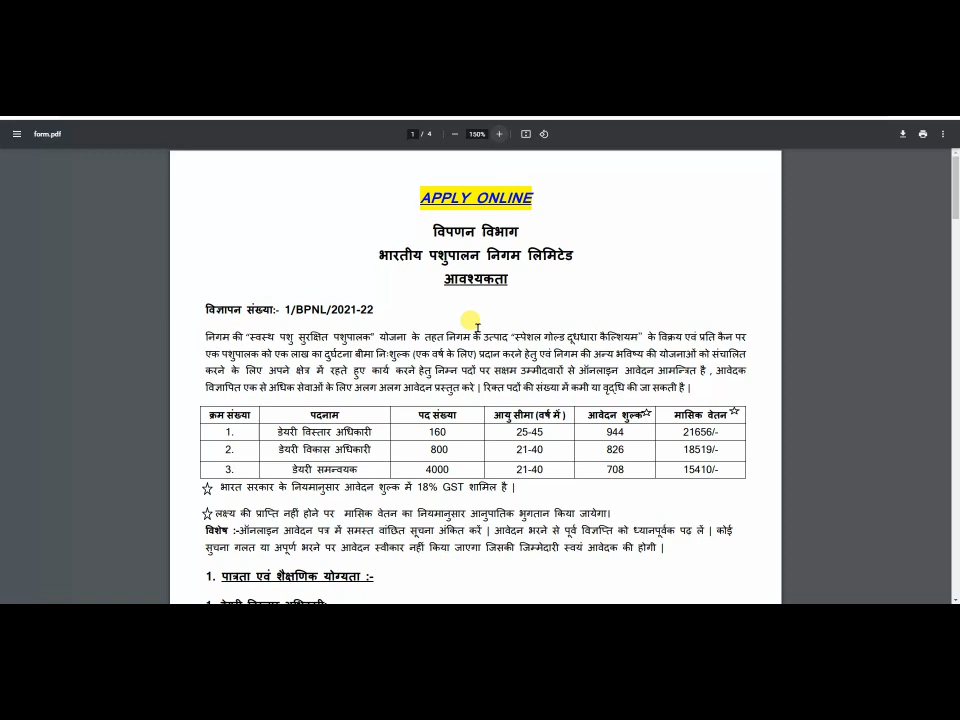 form.pdf 1 / 4 150%
APPLY ONLINE
विपणन विभाग
भारतीय पशुपालन निगम लिमिटेड
आवश्यकता
विज्ञापन संख्या:- 1/BPNL/2021-22
निगम की "स्वस्थ पशु सुरक्षित पशुपालक" योजना के तहत निगम के उत्पाद "स्पेशल गोल्ड दूधधारा कैल्शियम" के विक्रय एवं प्रति कैन पर
एक पशुपालक को एक लाख का दुर्घटना बीमा निःशुल्क (एक वर्ष के लिए) प्रदान करने हेतु एवं निगम की अन्य भविष्य की योजनाओं को संचालित
करने के लिए अपने क्षेत्र में रहते हुए कार्य करने हेतु निम्न पदों पर सक्षम उम्मीदवारों से ऑनलाइन आवेदन आमन्त्रित है , आवेदक
विज्ञापित एक से अधिक सेवाओं के लिए अलग अलग आवेदन प्रस्तुत करे | रिक्त पदों की संख्या में कमी या वृद्धि की जा सकती है |
क्रम संख्या पदनाम पद संख्या आयु सीमा (वर्ष में ) आवेदन शुल्क☆ मासिक वेतन ☆
1. डेयरी विस्तार अधिकारी 160 25-45 944 21656/-
2. डेयरी विकास अधिकारी 800 21-40 826 18519/-
3. डेयरी समन्वयक 4000 21-40 708 15410/-
☆ भारत सरकार के नियमानुसार आवेदन शुल्क में 18% GST शामिल है |
☆ लक्ष्य की प्राप्ति नहीं होने पर मासिक वेतन का नियमानुसार आनुपातिक भुगतान किया जायेगा।
विशेष :-ऑनलाइन आवेदन पत्र में समस्त वांछित सूचना अंकित करें | आवेदन भरने से पूर्व विज्ञप्ति को ध्यानपूर्वक पढ लें | कोई
सूचना गलत या अपूर्ण भरने पर आवेदन स्वीकार नहीं किया जाएगा जिसकी जिम्मेदारी स्वयं आवेदक की होगी |
1. पात्रता एवं शैक्षणिक योग्यता :-